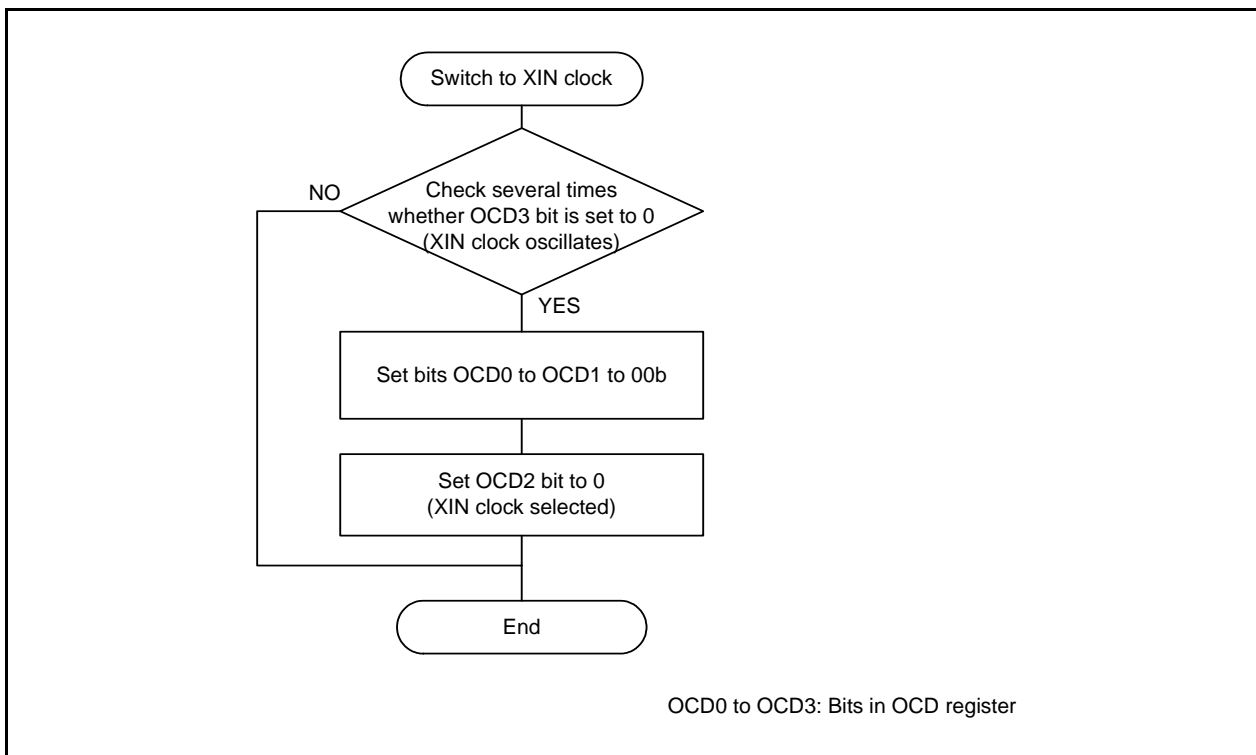 Switch to XIN clock
NO
Check several times
whether OCD3 bit is set to 0
(XIN clock oscillates)
YES
Set bits OCD0 to OCD1 to 00b
Set OCD2 bit to 0
(XIN clock selected)
End
OCD0 to OCD3: Bits in OCD register